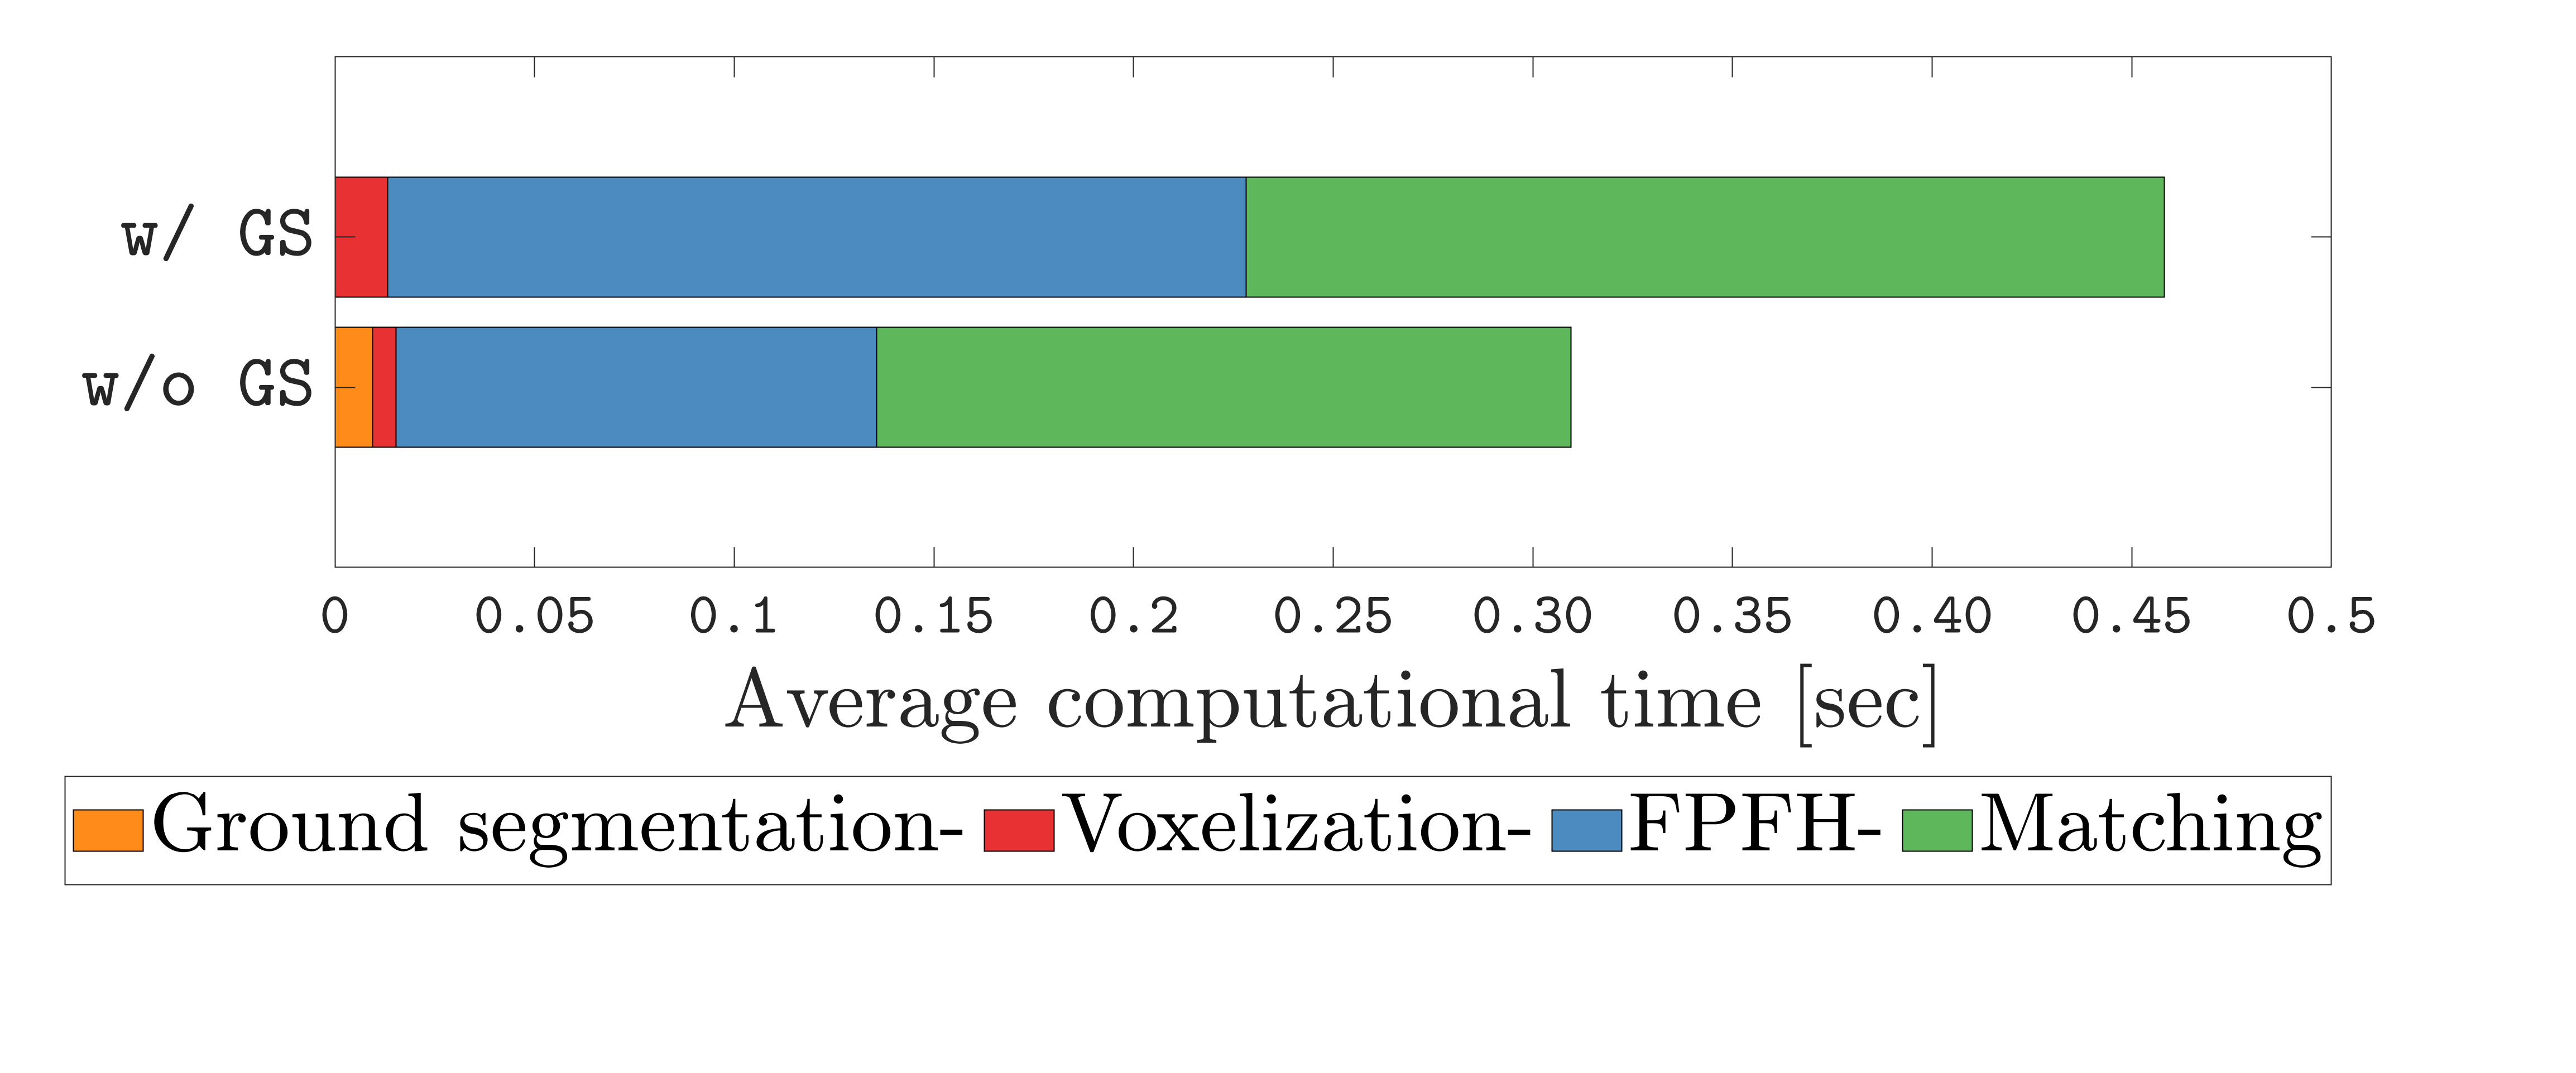 w/ GS
w/o GS
0 0.05 0.1 0.15 0.2 0.25 0.30 0.35 0.40 0.45 0.5
Average computational time [sec]
Ground segmentation- Voxelization- FPFH- Matching